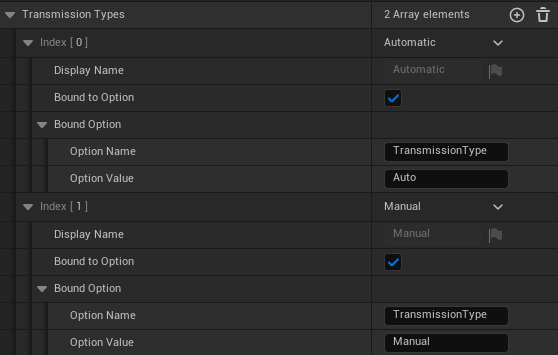 Transmission Types 2 Array elements
Index [ 0 ] Automatic
Display Name Automatic
Bound to Option
Bound Option
Option Name TransmissionType
Option Value Auto
Index [ 1 ] Manual
Display Name Manual
Bound to Option
Bound Option
Option Name TransmissionType
Option Value Manual